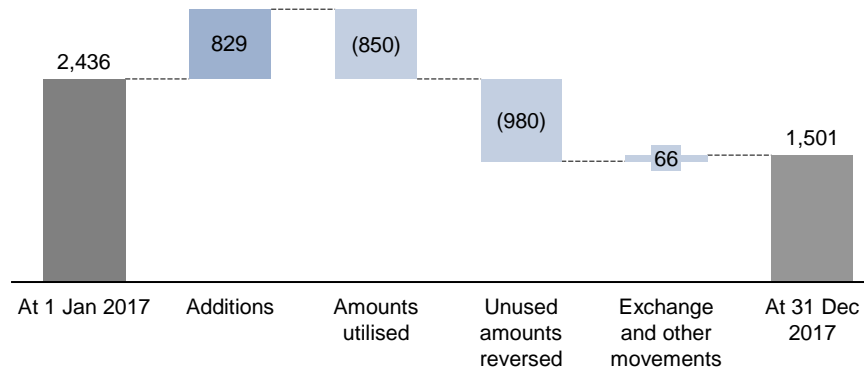 2,436
829
(850)
(980)
66
1,501
At 1 Jan 2017
Additions
Amounts
utilised
Unused
amounts
reversed
Exchange
and other
movements
At 31 Dec
2017